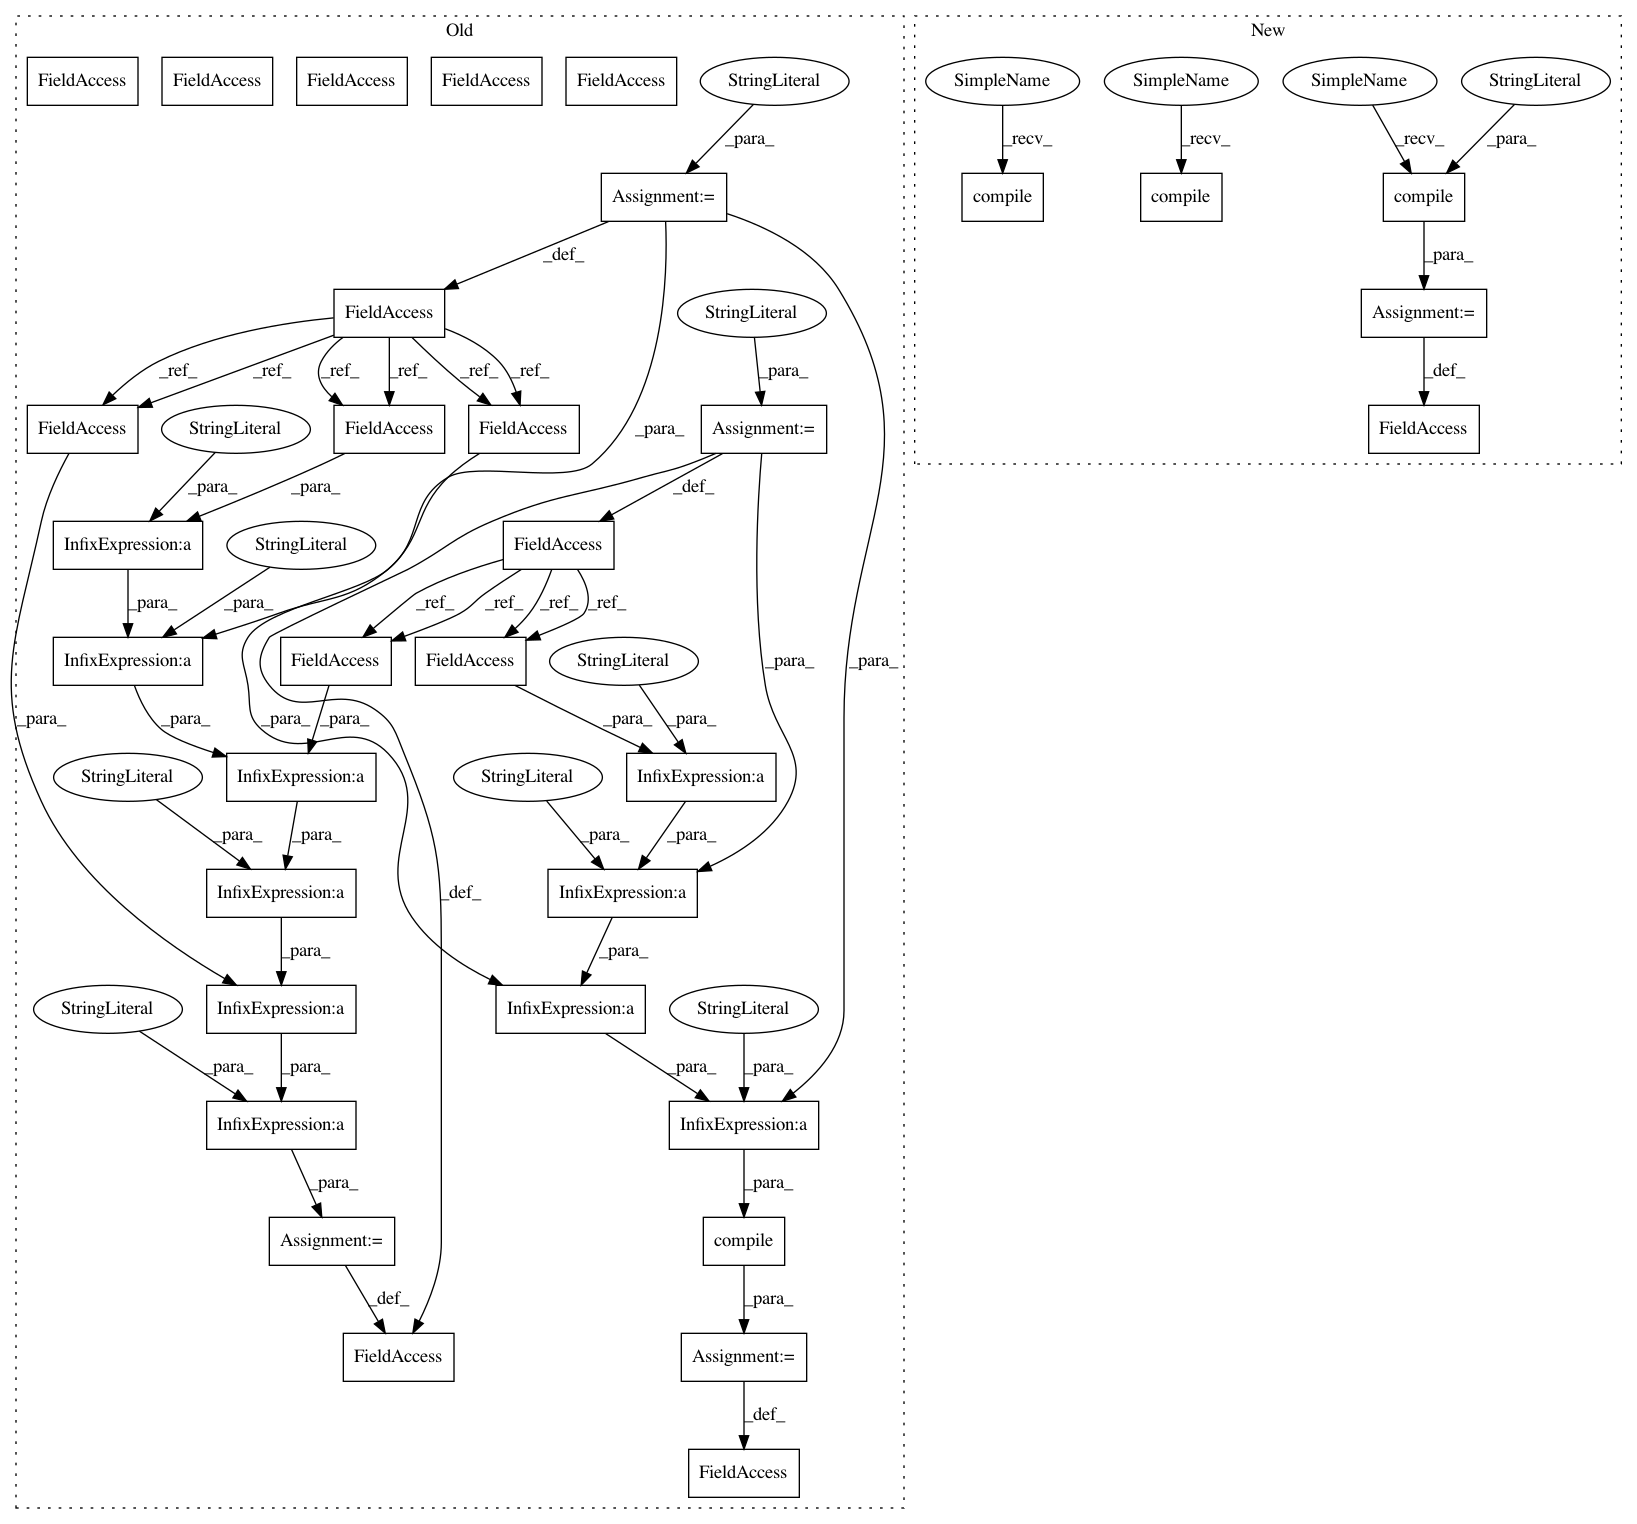 Old
New
FieldAccess FieldAccess FieldAccess FieldAccess FieldAccess StringLiteral SimpleName SimpleName SimpleName StringLiteral
_para_ _recv_ _recv_ _recv_ _para_
Assignment:= compile compile compile
_def_ _para_
FieldAccess StringLiteral Assignment:=
_ref_ _ref_ _ref_ _ref_ _ref_ _ref_ _para_ _def_
FieldAccess StringLiteral FieldAccess FieldAccess _para_ Assignment:= FieldAccess
_para_ _para_ _def_
InfixExpression:a StringLiteral FieldAccess
_para_ _para_ _ref_ _ref_ _ref_ _ref_
InfixExpression:a FieldAccess FieldAccess StringLiteral _para_ _para_
_para_ _para_ _para_ _para_ _para_ _para_
StringLiteral InfixExpression:a StringLiteral InfixExpression:a
_para_ _para_ _para_ _para_
InfixExpression:a _def_ InfixExpression:a
_para_ _para_
StringLiteral InfixExpression:a InfixExpression:a StringLiteral
_para_ _para_ _para_ _para_
InfixExpression:a InfixExpression:a
_para_ _para_
Assignment:= compile
_def_ _para_
FieldAccess Assignment:=
_def_
FieldAccess